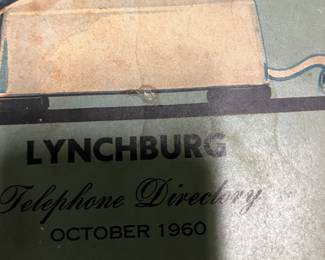 LYNCHBURG
Telephone Directory
OCTOBER 1960